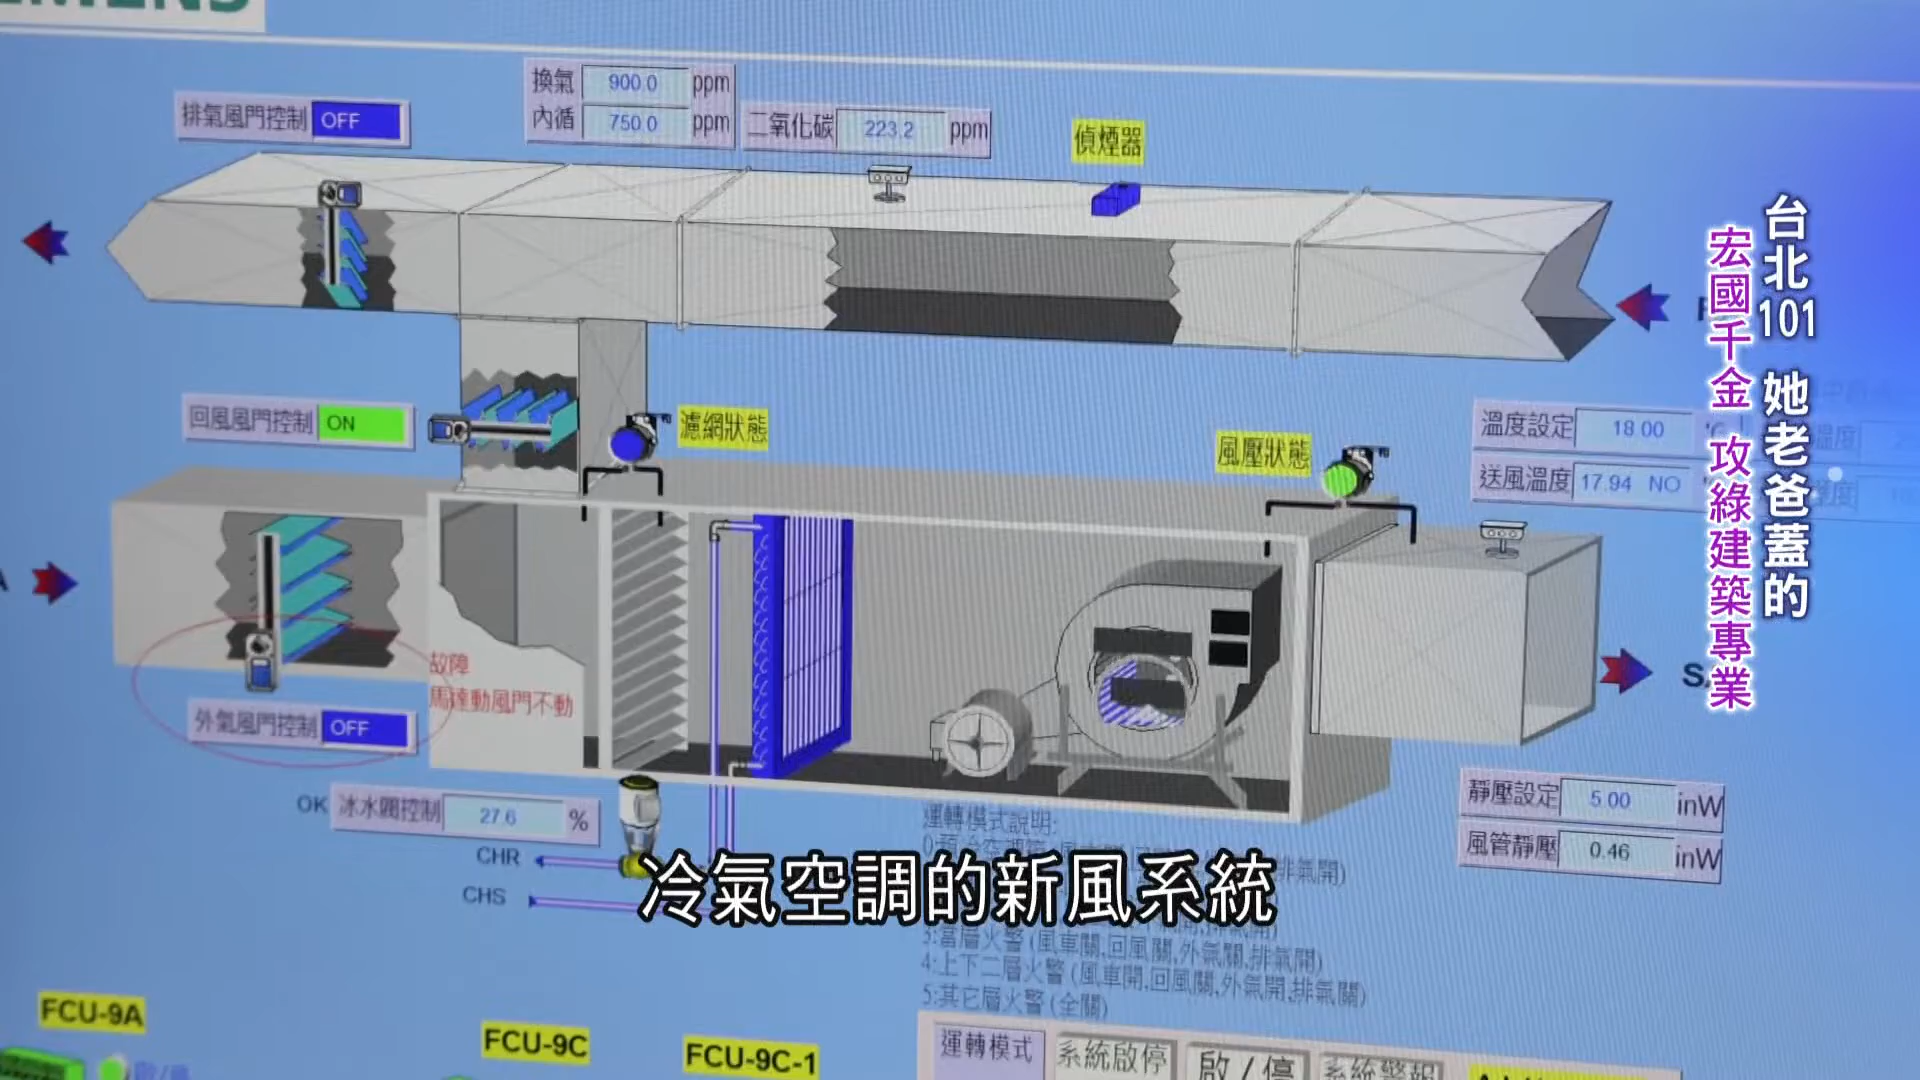 排氣風門控制 OFF
換氣 900.0 ppm
內循 750.0 ppm
二氧化碳 223.2 ppm
偵煙器
台北101 她老爸蓋的
宏國千金 攻綠建築專業
回風風門控制 ON
濾網狀態
風壓狀態
溫度設定 18.00
送風溫度 17.94 NO
故障
馬達動風門不動
外氣風門控制 OFF
OK 冰水閥控制 27.6 %
CHR
CHS
靜壓設定 5.00 inW
風管靜壓 0.46 inW
運轉模式說明:
冷氣空調的新風系統
3:當層火警 (風車關,回風關,外氣關,排氣開)
4:上下二層火警 (風車開,回風關,外氣開,排氣關)
5:其它層火警 (全關)
FCU-9A
FCU-9C
FCU-9C-1
運轉模式
系統啟停
啟 / 停
系統警報